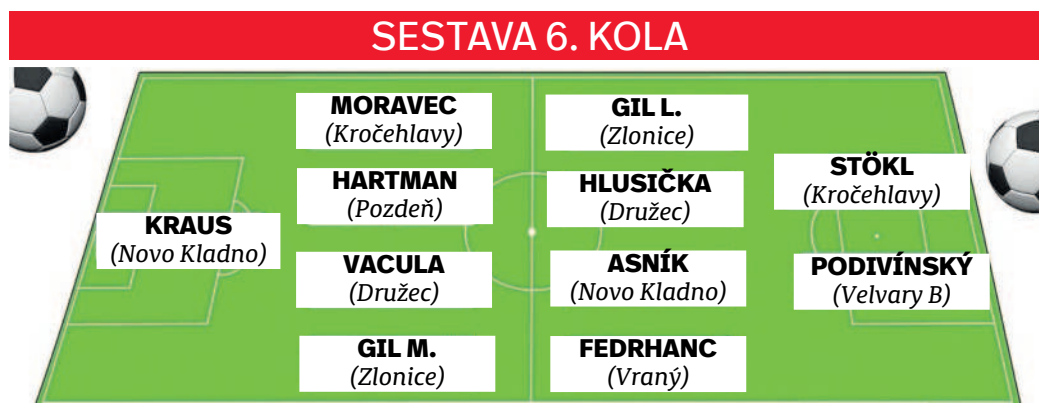 SESTAVA 6. KOLA
KRAUS
(Novo Kladno)
MORAVEC
(Kročehlavy)
HARTMAN
(Pozdeň)
VACULA
(Družec)
GIL M.
(Zlonice)
GIL L.
(Zlonice)
HLUSIČKA
(Družec)
ASNÍK
(Novo Kladno)
FEDRHANC
(Vraný)
STÖKL
(Kročehlavy)
PODIVÍNSKÝ
(Velvary B)